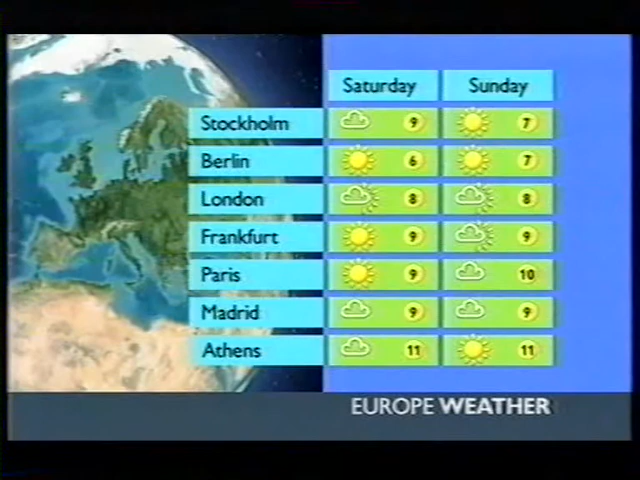 Saturday Sunday
Stockholm 9 7
Berlin 6 7
London 8 8
Frankfurt 9 9
Paris 9 10
Madrid 9 9
Athens 11 11
EUROPE WEATHER